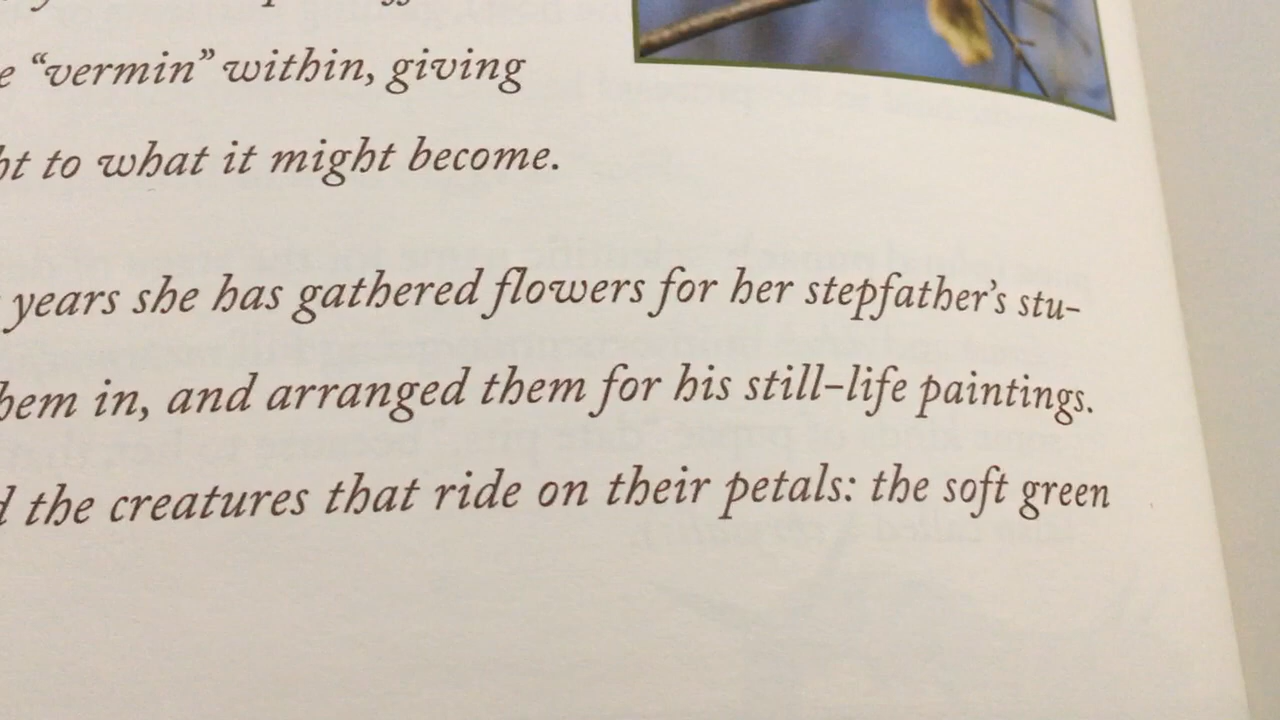 “vermin” within, giving
to what it might become.
years she has gathered flowers for her stepfather’s stu-
in, and arranged them for his still-life paintings.
the creatures that ride on their petals: the soft green